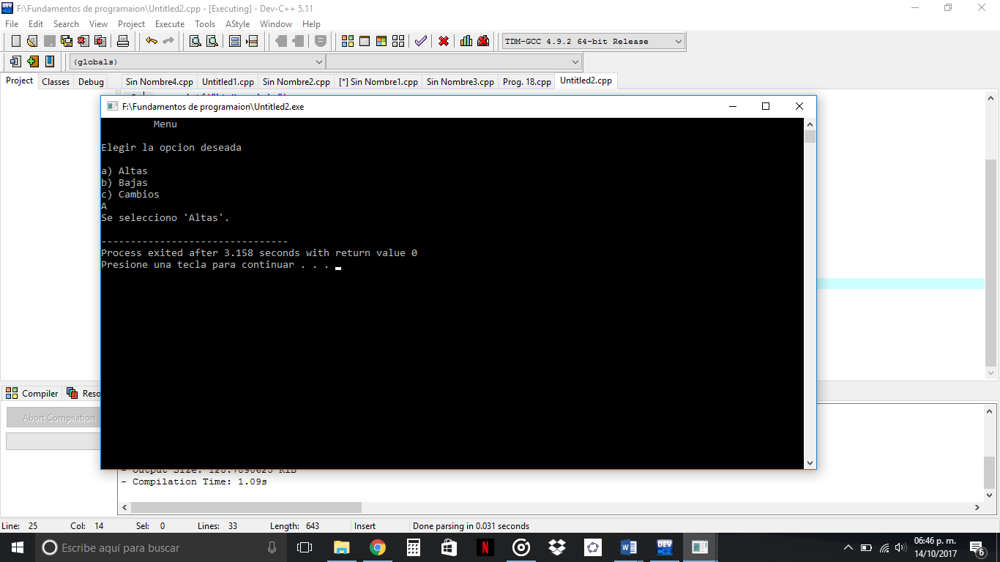 F:\Fundamentos de programaion\Untitled2.cpp - [Executing] - Dev-C++ 5.11
File Edit Search View Project Execute Tools AStyle Window Help
TDM-GCC 4.9.2 64-bit Release
(globals)
Project Classes Debug Sin Nombre4.cpp Untitled1.cpp Sin Nombre2.cpp [*] Sin Nombre1.cpp Sin Nombre3.cpp Prog. 18.cpp Untitled2.cpp
F:\Fundamentos de programaion\Untitled2.exe
Menu
Elegir la opcion deseada
a) Altas
b) Bajas
c) Cambios
A
Se selecciono 'Altas'.
--------------------------------
Process exited after 3.158 seconds with return value 0
Presione una tecla para continuar . . .
Compiler Reso
Abort Compilation
- Output Size: 128.7890625 KiB
- Compilation Time: 1.09s
Line: 25 Col: 14 Sel: 0 Lines: 33 Length: 643 Insert Done parsing in 0.031 seconds
Escribe aquí para buscar
N
W
DEV
06:46 p. m.
14/10/2017
6